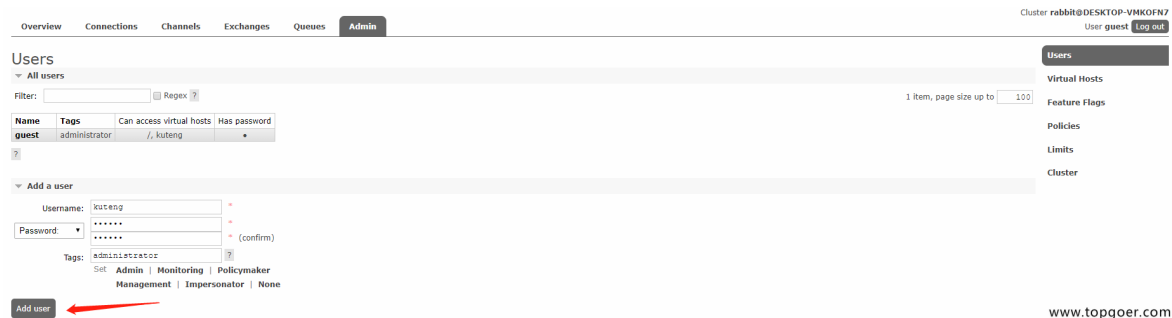 Cluster rabbit@DESKTOP-VMKOFN7
User guest Log out
Overview Connections Channels Exchanges Queues Admin
Users
Virtual Hosts
Feature Flags
Policies
Limits
Cluster
Users
All users
Filter: Regex ? 1 item, page size up to 100
Name Tags Can access virtual hosts Has password
guest administrator /, kuteng •
?
Add a user
Username: kuteng *
Password: •••••• *
•••••• * (confirm)
Tags: administrator ?
Set Admin | Monitoring | Policymaker
Management | Impersonator | None
Add user
www.topgoer.com